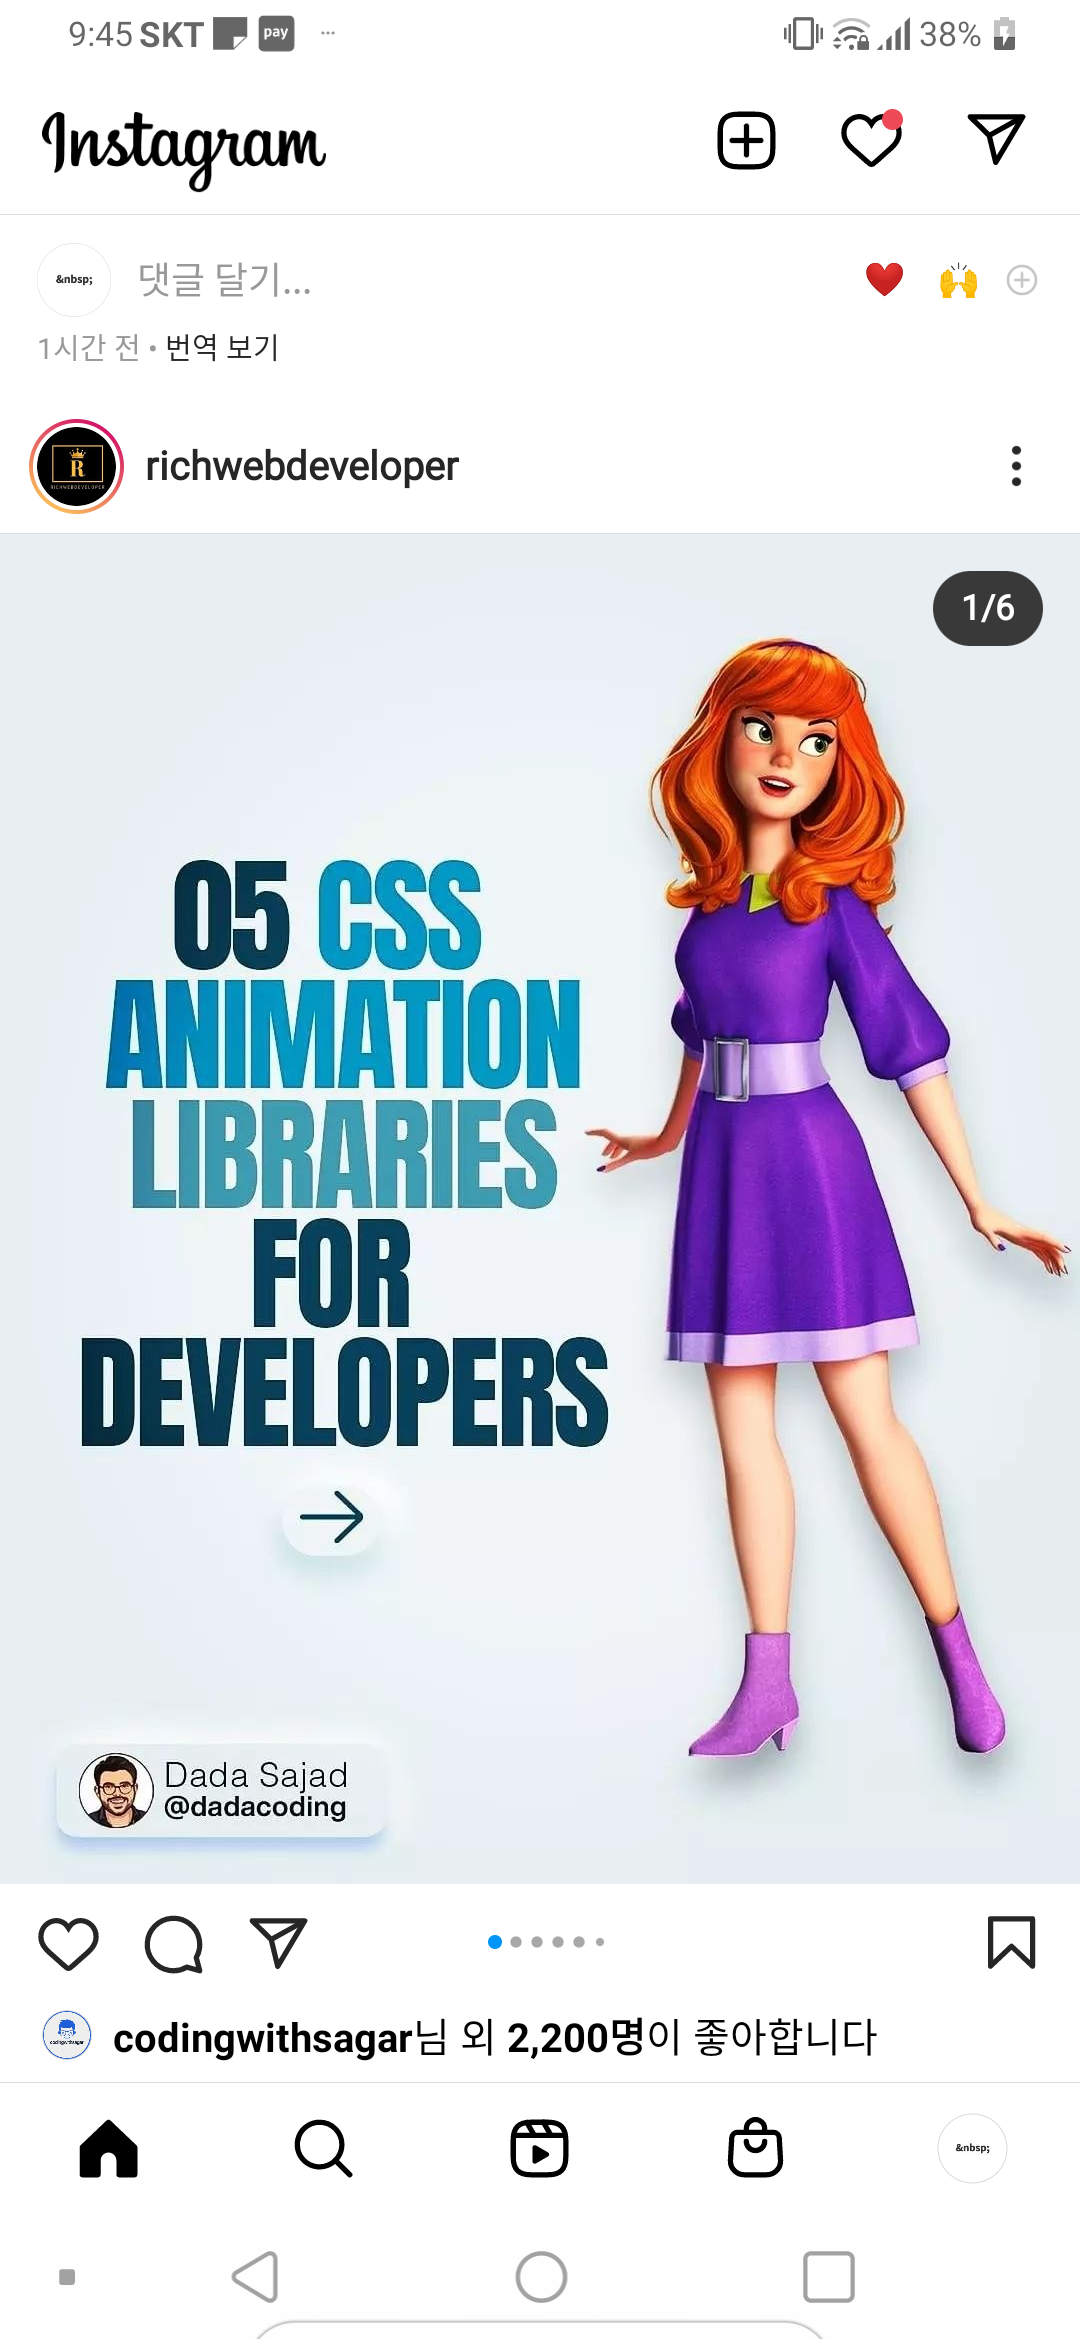 9:45 SKT pay ... 38%
Instagram
&nbsp; 댓글 달기...
1시간 전 • 번역 보기
R
RICHWEBDEVELOPER
richwebdeveloper
1/6
05 CSS
ANIMATION
LIBRARIES
FOR
DEVELOPERS
Dada Sajad
@dadacoding
codingwithsagar님 외 2,200명이 좋아합니다
&nbsp;